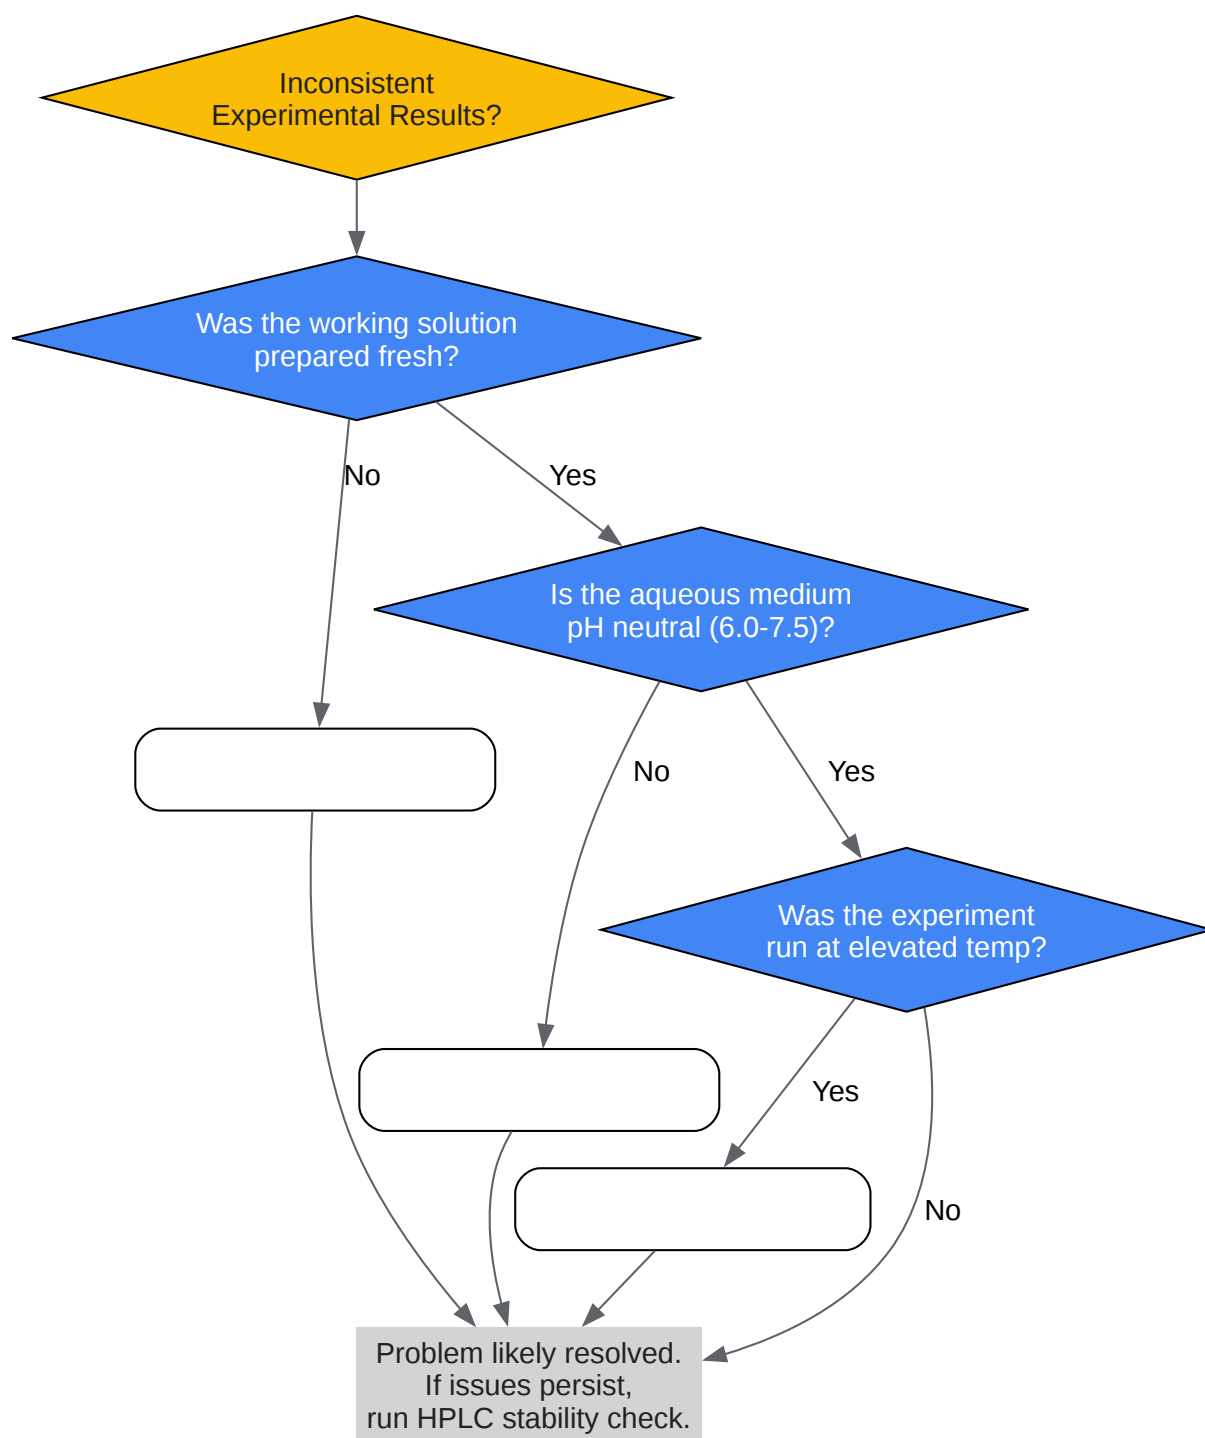 Inconsistent
Experimental Results?
Was the working solution
prepared fresh?
No
Yes
Is the aqueous medium
pH neutral (6.0-7.5)?
No
Yes
Was the experiment
run at elevated temp?
Yes
No
Problem likely resolved.
If issues persist,
run HPLC stability check.